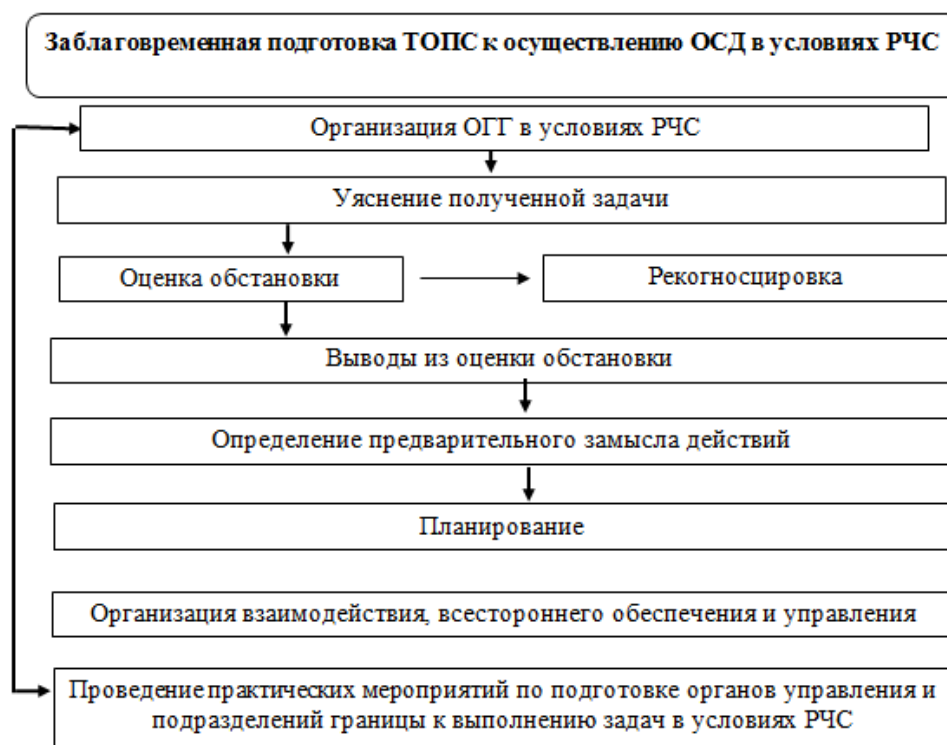 Заблаговременная подготовка ТОПС к осуществлению ОСД в условиях РЧС
Организация ОГГ в условиях РЧС
Уяснение полученной задачи
Оценка обстановки
Рекогносцировка
Выводы из оценки обстановки
Определение предварительного замысла действий
Планирование
Организация взаимодействия, всестороннего обеспечения и управления
Проведение практических мероприятий по подготовке органов управления и
подразделений границы к выполнению задач в условиях РЧС